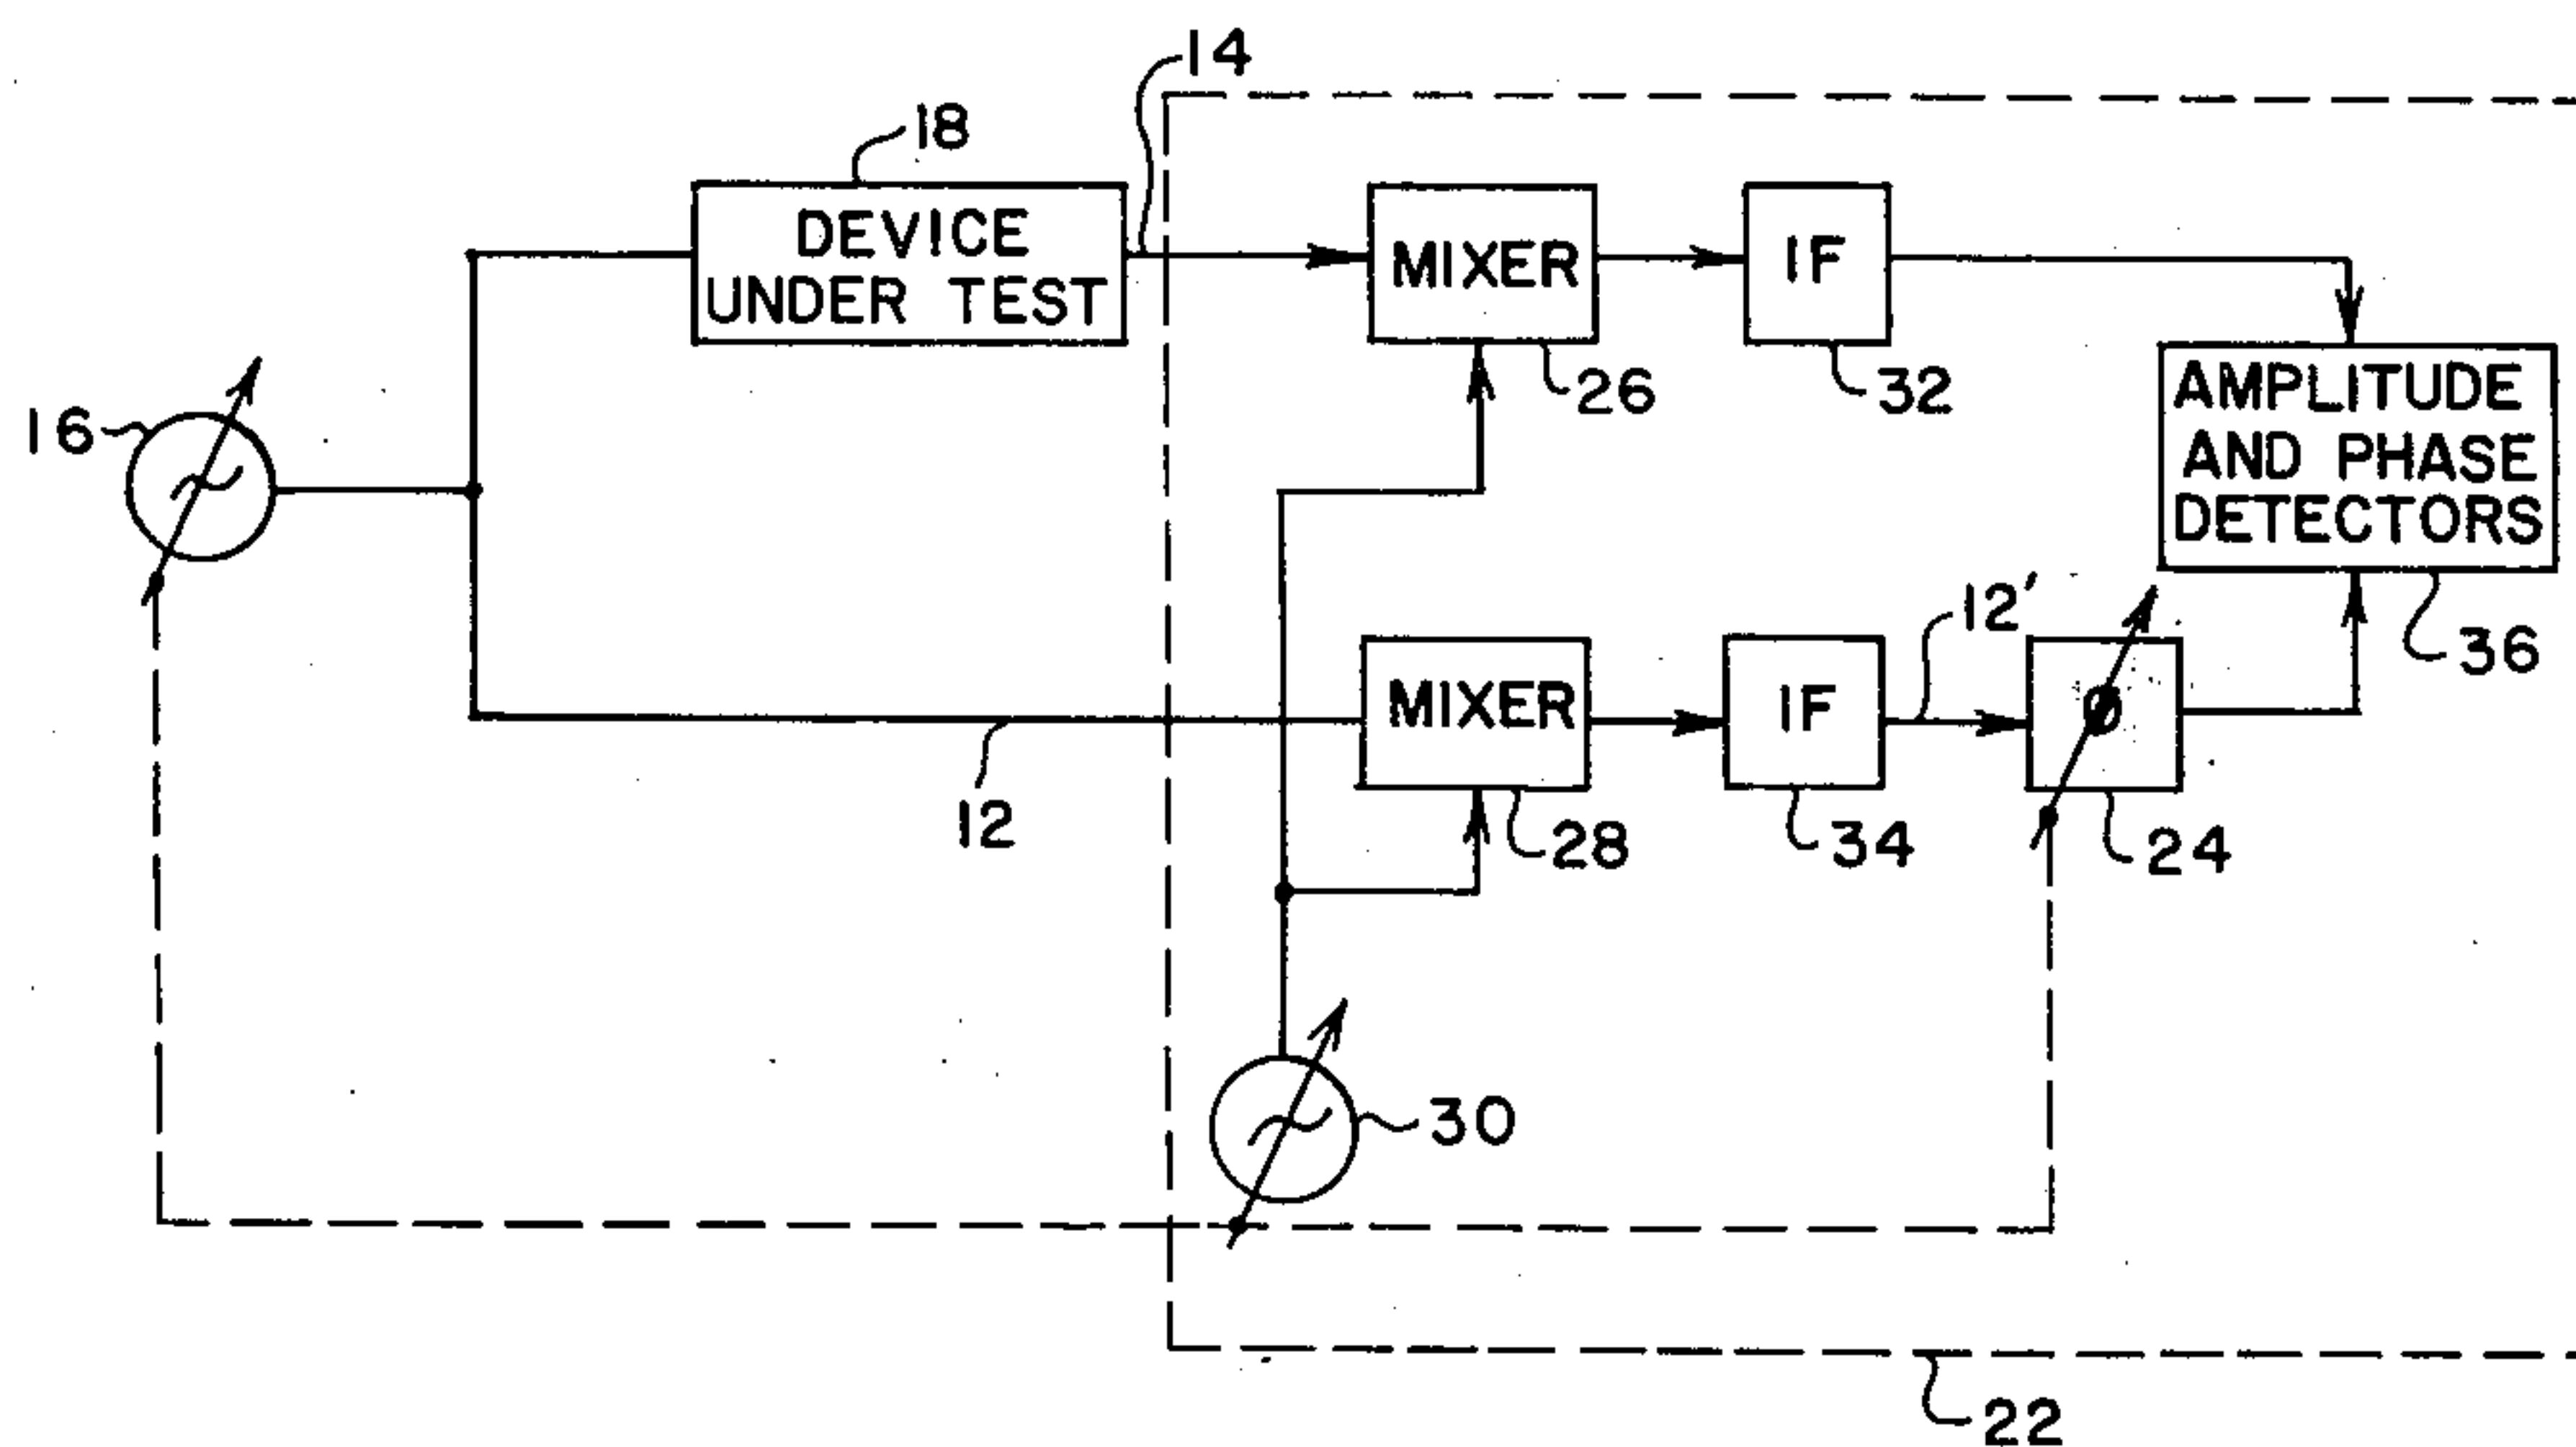 14
18
DEVICE
UNDER TEST
MIXER
IF
26
32
16
AMPLITUDE
AND PHASE
DETECTORS
12'
36
MIXER
IF
Ø
12
28
34
24
30
22